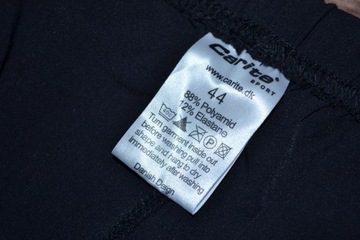 Carite
SPORT
www.carite.dk
44
88% Polyamid
12% Elastane
Turn garment inside out
before washing pull into
shape and hang to dry
immediately after washing
Danish Design